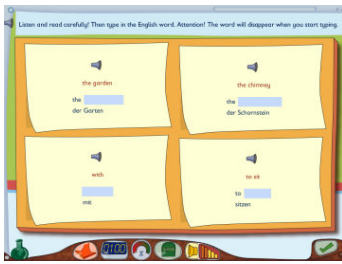 Listen and read carefully! Then type in the English word. Attention! The word will disappear when you start typing.
the garden
the
der Garten
the chimney
the
der Schornstein
with
mit
to sit
to
sitzen